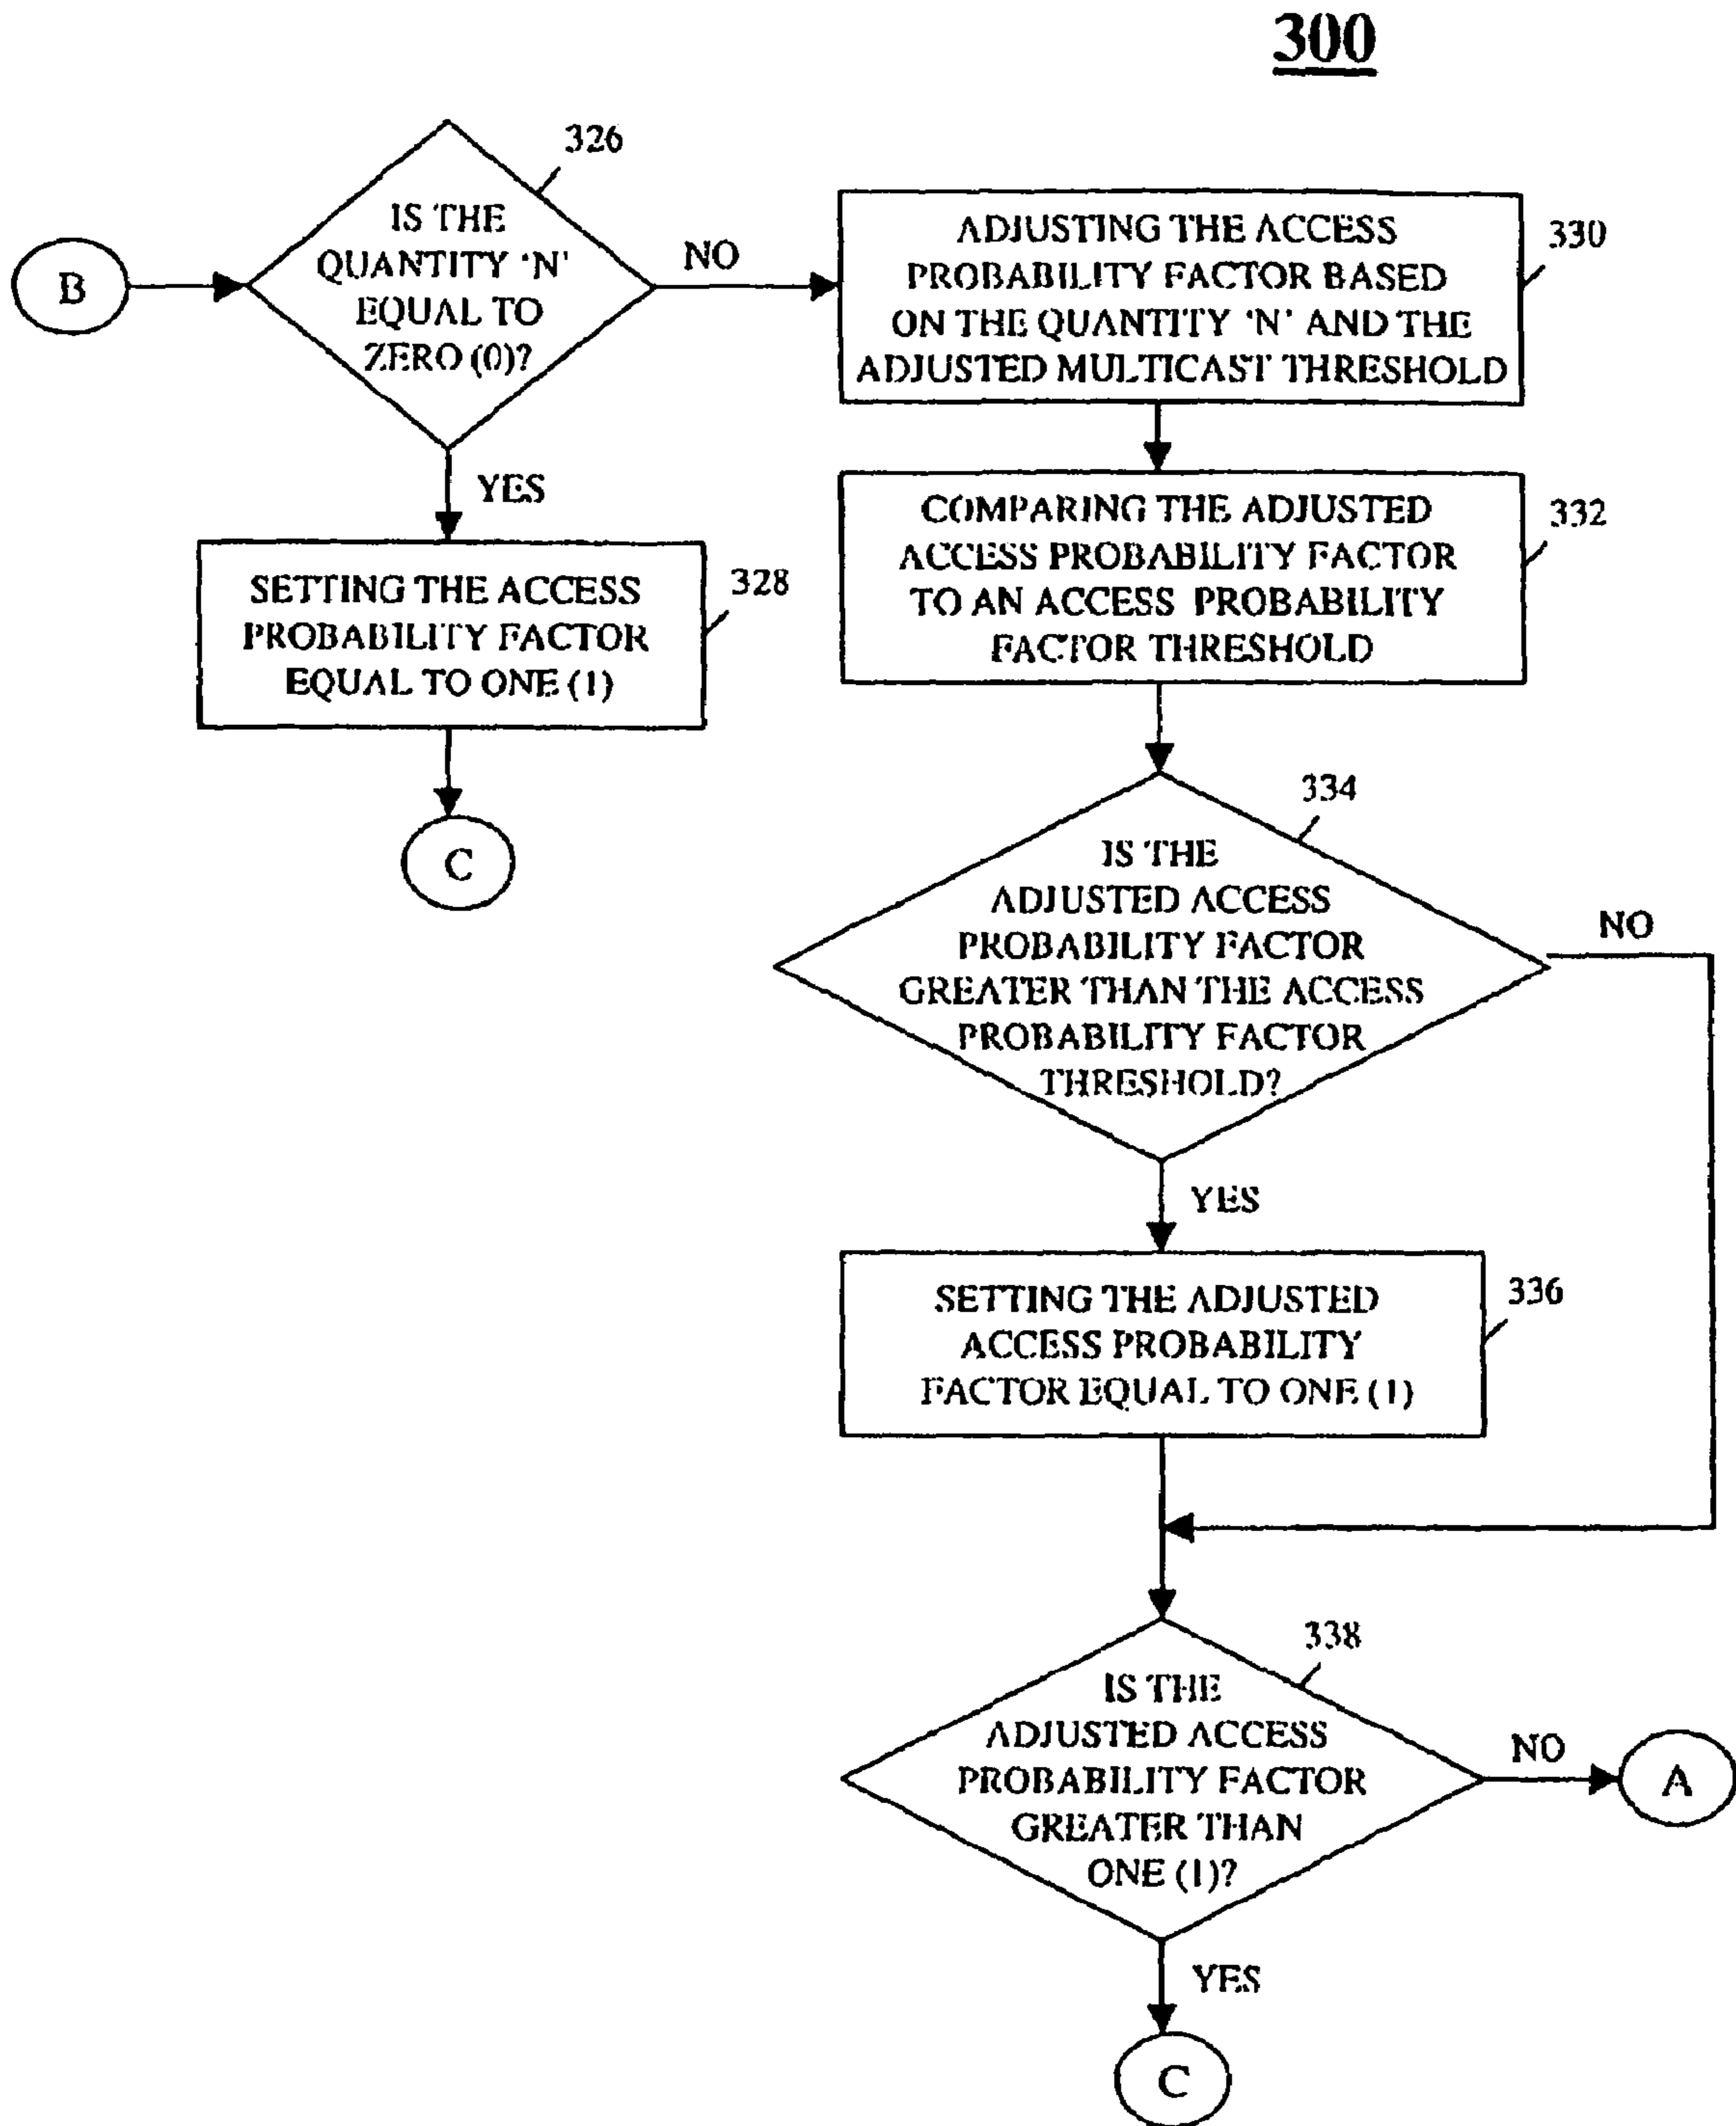 300
326
IS THE
QUANTITY 'N'
EQUAL TO
ZERO (0)?
B
NO
YES
330
ADJUSTING THE ACCESS
PROBABILITY FACTOR BASED
ON THE QUANTITY 'N' AND THE
ADJUSTED MULTICAST THRESHOLD
328
SETTING THE ACCESS
PROBABILITY FACTOR
EQUAL TO ONE (1)
C
332
COMPARING THE ADJUSTED
ACCESS PROBABILITY FACTOR
TO AN ACCESS PROBABILITY
FACTOR THRESHOLD
334
IS THE
ADJUSTED ACCESS
PROBABILITY FACTOR
GREATER THAN THE ACCESS
PROBABILITY FACTOR
THRESHOLD?
NO
YES
336
SETTING THE ADJUSTED
ACCESS PROBABILITY
FACTOR EQUAL TO ONE (1)
338
IS THE
ADJUSTED ACCESS
PROBABILITY FACTOR
GREATER THAN
ONE (1)?
NO
A
YES
C